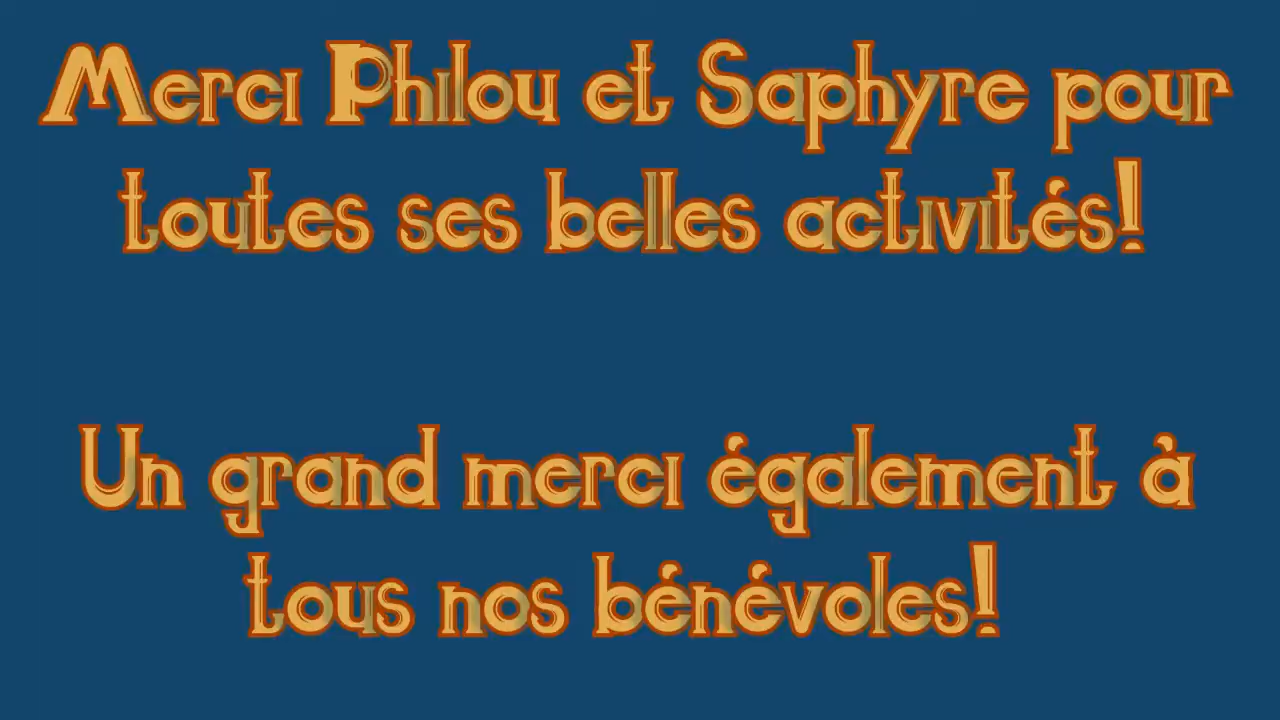 Merci Philou et Saphyre pour
toutes ses belles activités!
Un grand merci également à
tous nos bénévoles!